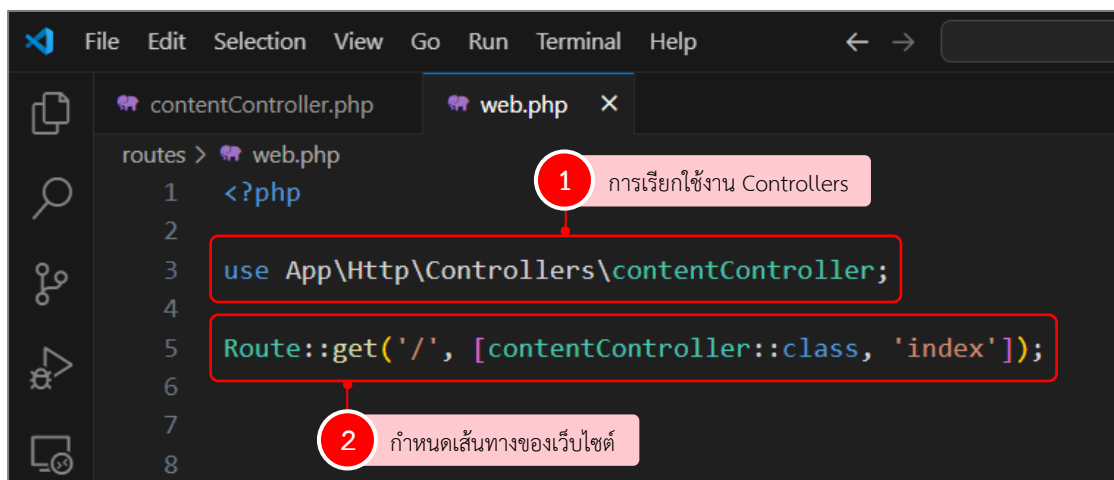 File Edit Selection View Go Run Terminal Help
contentController.php web.php
routes > web.php
1 การเรียกใช้งาน Controllers
1 <?php
2
3 use App\Http\Controllers\contentController;
4
5 Route::get('/', [contentController::class, 'index']);
6
7
2 กำหนดเส้นทางของเว็บไซต์
8